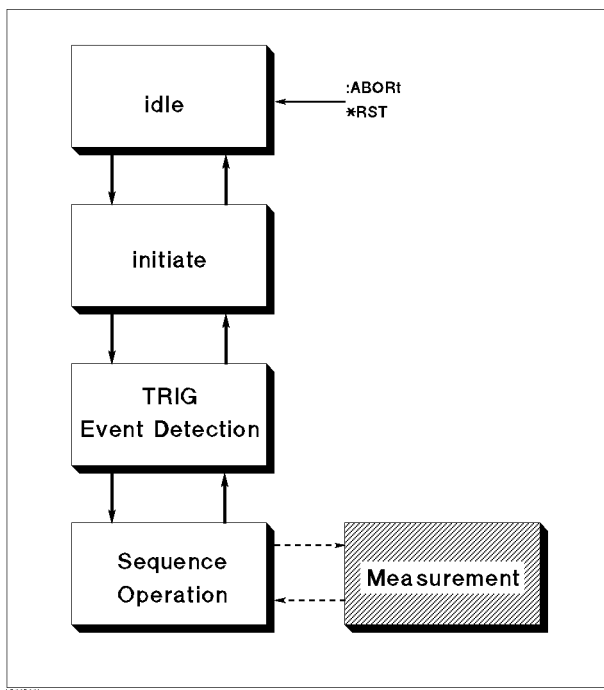 idle
:ABORt
*RST
initiate
TRIG
Event Detection
Sequence
Operation
Measurement